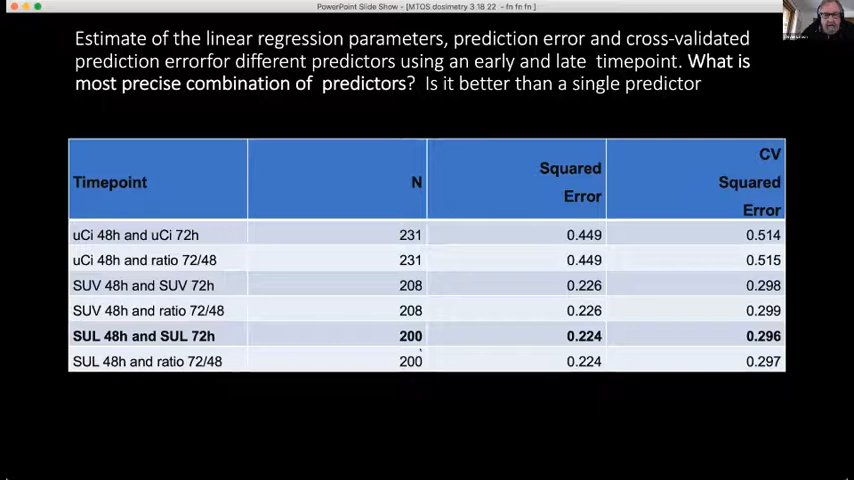 PowerPoint Slide Show - [MTOS dosimetry 3 18 22 - fn fn fn ]
Estimate of the linear regression parameters, prediction error and cross-validated
prediction errorfor different predictors using an early and late timepoint. What is
most precise combination of predictors? Is it better than a single predictor
Timepoint N Squared Error CV Squared Error
uCi 48h and uCi 72h 231 0.449 0.514
uCi 48h and ratio 72/48 231 0.449 0.515
SUV 48h and SUV 72h 208 0.226 0.298
SUV 48h and ratio 72/48 208 0.226 0.299
SUL 48h and SUL 72h 200 0.224 0.296
SUL 48h and ratio 72/48 200 0.224 0.297